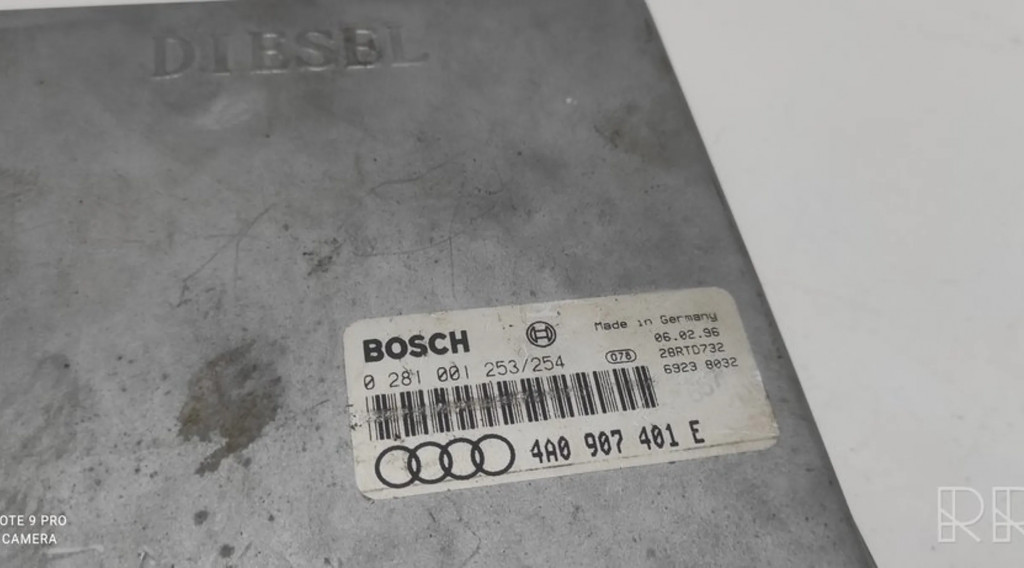 DIESEL
BOSCH
Made in Germany
0 281 001 253/254
078
06.02.96
28RTD732
6923 8032
4A0 907 401 E
OTE 9 PRO
CAMERA